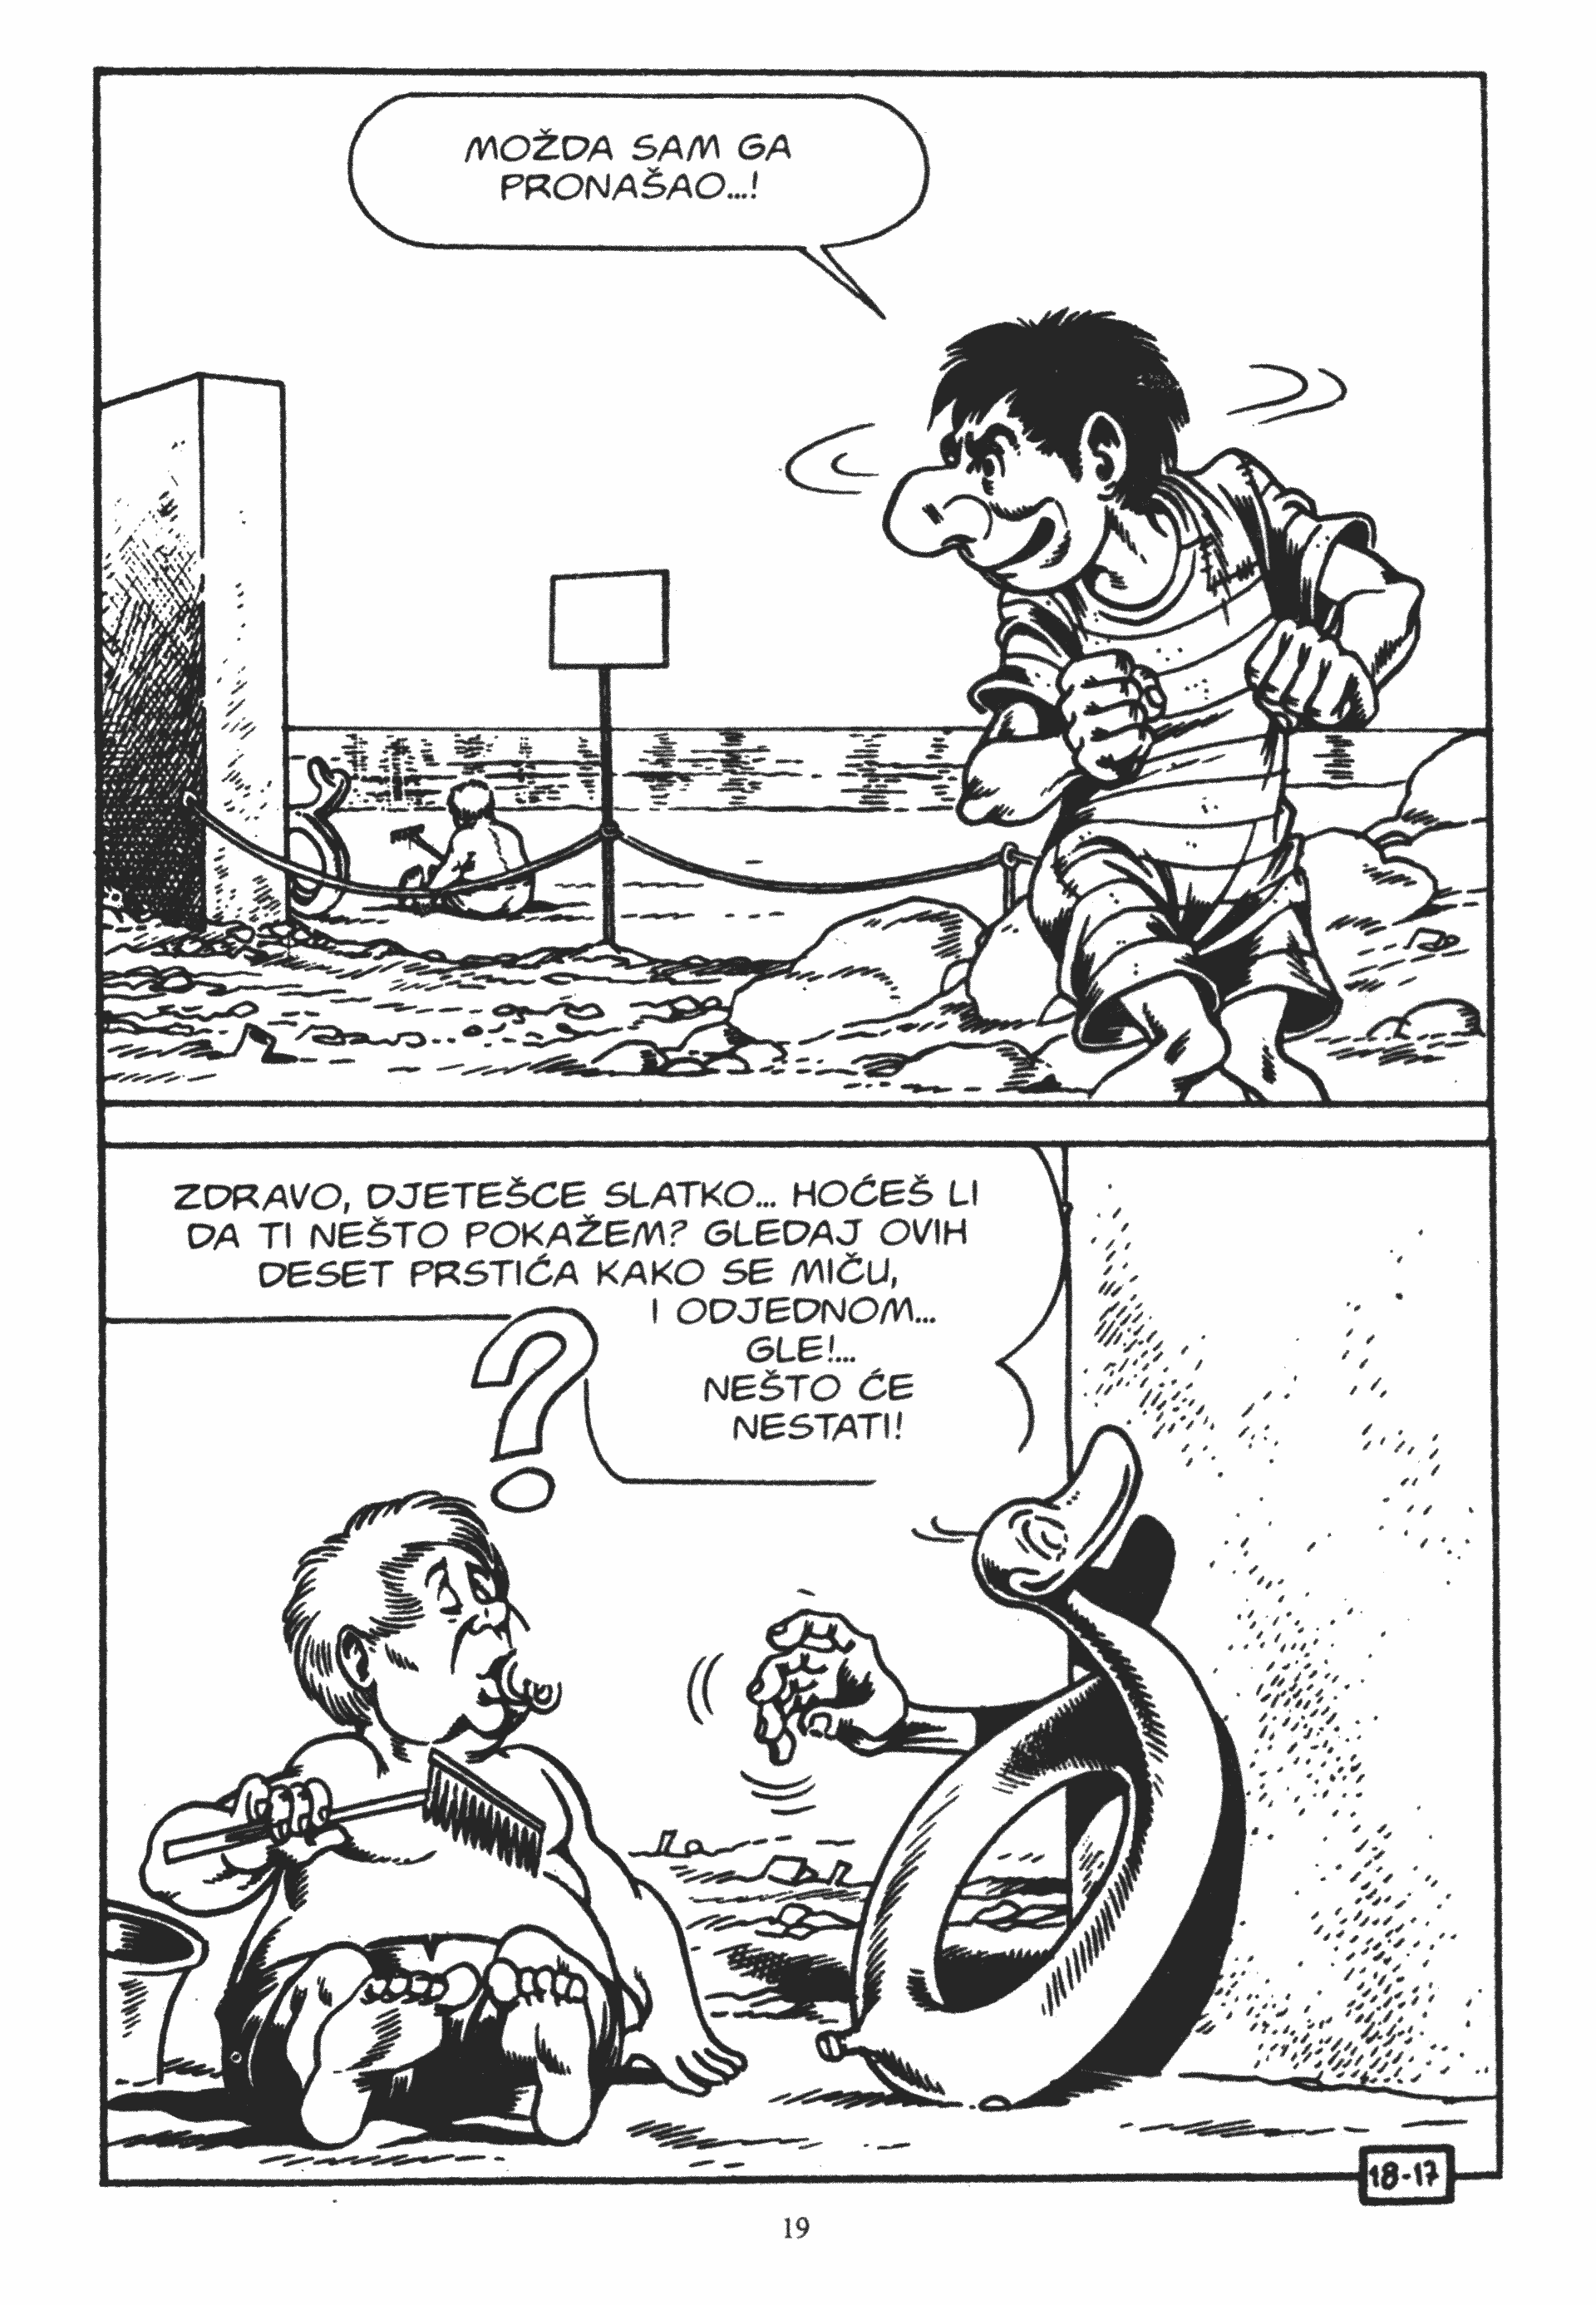 MOŽDA SAM GA
PRONAŠAO...!
ZDRAVO, DJETEŠCE SLATKO... HOĆEŠ LI
DA TI NEŠTO POKAŽEM? GLEDAJ OVIH
DESET PRSTIĆA KAKO SE MIČU,
I ODJEDNOM...
GLE!...
NEŠTO ĆE
NESTATI!
?
18-17
19